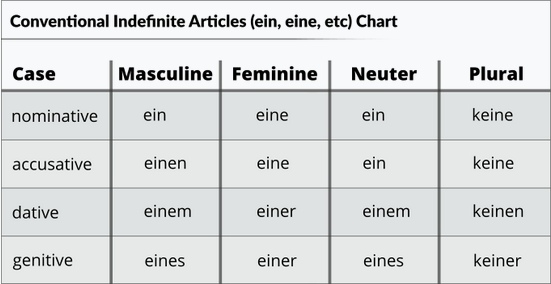 Conventional Indefinite Articles (ein, eine, etc) Chart
Case Masculine Feminine Neuter Plural
nominative ein eine ein keine
accusative einen eine ein keine
dative einem einer einem keinen
genitive eines einer eines keiner